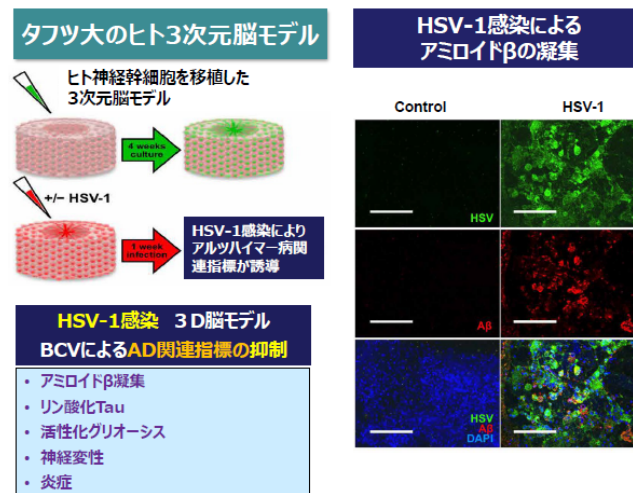 タフツ大のヒト3次元脳モデル
ヒト神経幹細胞を移植した
3次元脳モデル
4 weeks
culture
+/− HSV-1
1 week
infection
HSV-1感染により
アルツハイマー病関
連指標が誘導
HSV-1感染 3D脳モデル
BCVによるAD関連指標の抑制
• アミロイドβ凝集
• リン酸化Tau
• 活性化グリオーシス
• 神経変性
• 炎症
HSV-1感染による
アミロイドβの凝集
Control
HSV-1
HSV
Aβ
HSV
Aβ
DAPI